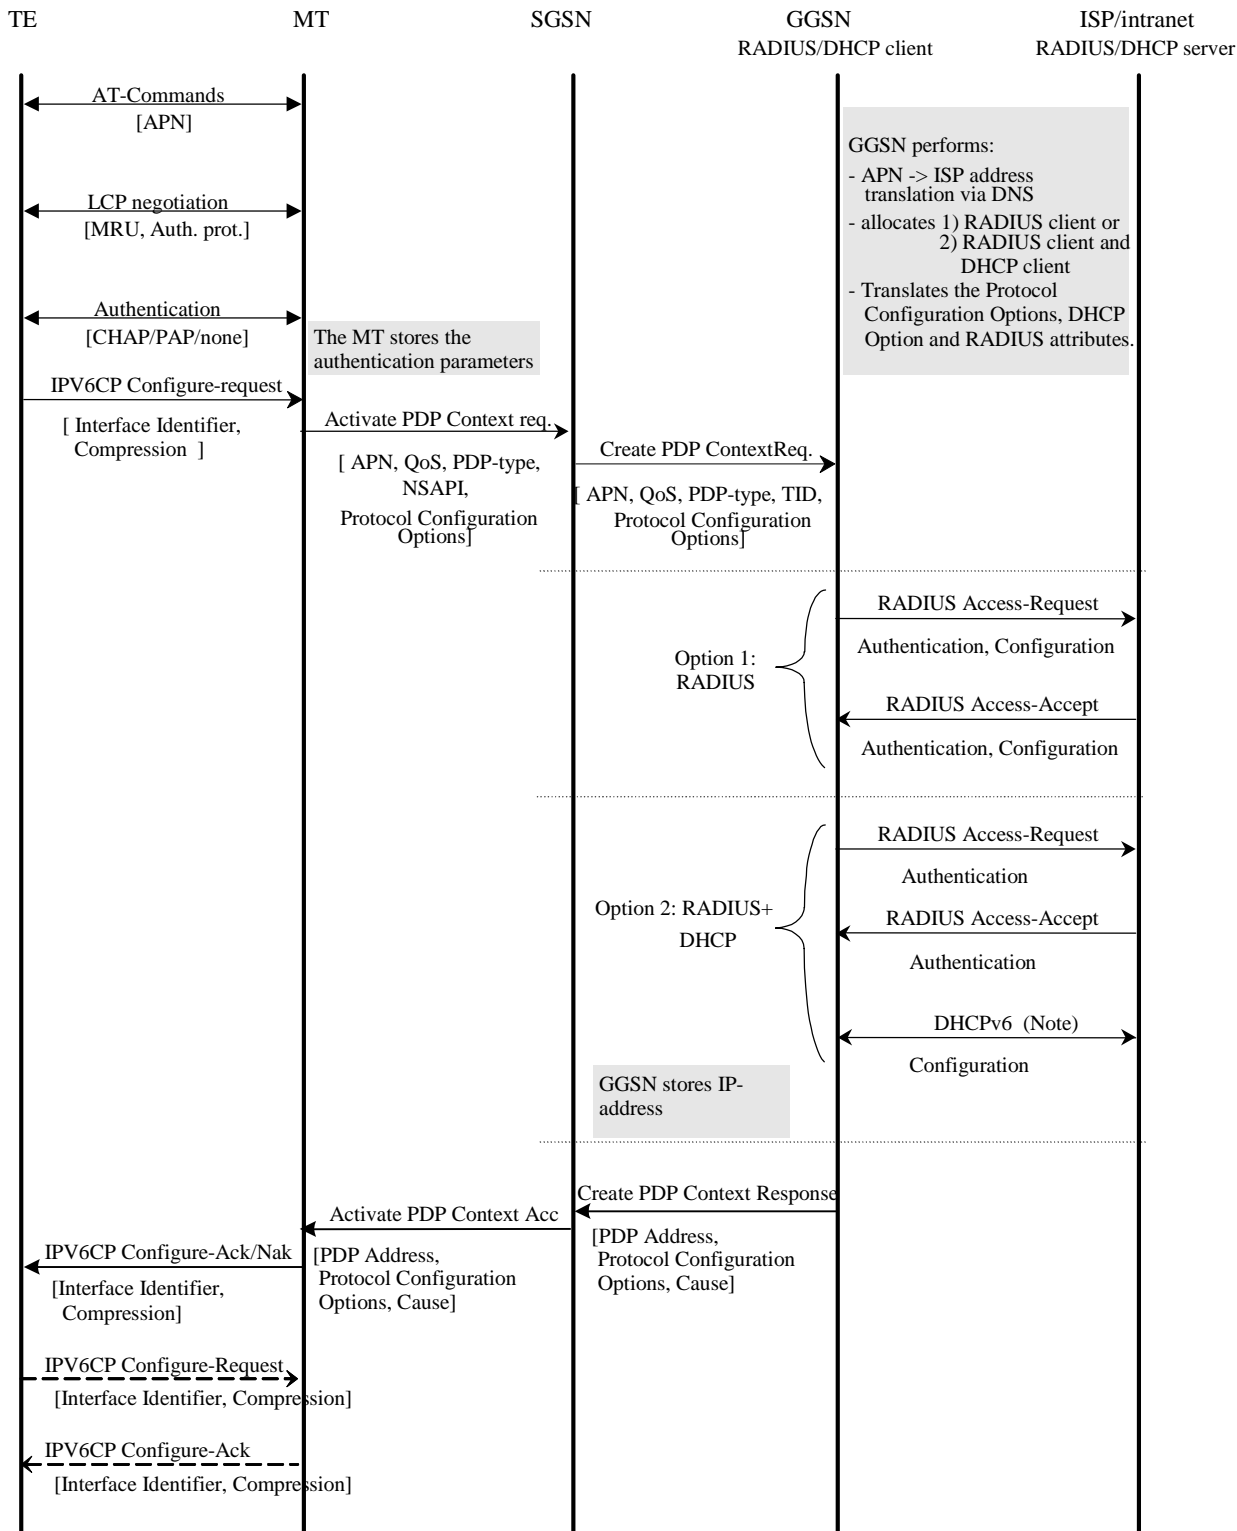 TE
MT
SGSN
GGSN
ISP/intranet
RADIUS/DHCP client
RADIUS/DHCP server
AT-Commands
[APN]
LCP negotiation
[MRU, Auth. prot.]
Authentication
[CHAP/PAP/none]
GGSN performs:
- APN -> ISP address
translation via DNS
- allocates 1) RADIUS client or
2) RADIUS client and
DHCP client
- Translates the Protocol
Configuration Options, DHCP
Option and RADIUS attributes.
The MT stores the
authentication parameters
IPV6CP Configure-request
[ Interface Identifier,
Compression ]
Activate PDP Context req.
[ APN, QoS, PDP-type,
NSAPI,
Protocol Configuration
Options]
Create PDP ContextReq.
[ APN, QoS, PDP-type, TID,
Protocol Configuration
Options]
Option 1:
RADIUS
RADIUS Access-Request
Authentication, Configuration
RADIUS Access-Accept
Authentication, Configuration
Option 2: RADIUS+
DHCP
RADIUS Access-Request
Authentication
RADIUS Access-Accept
Authentication
DHCPv6 (Note)
Configuration
GGSN stores IP-
address
Create PDP Context Response
[PDP Address,
Protocol Configuration
Options, Cause]
Activate PDP Context Acc
[PDP Address,
Protocol Configuration
Options, Cause]
IPV6CP Configure-Ack/Nak
[Interface Identifier,
Compression]
IPV6CP Configure-Request
[Interface Identifier, Compression]
IPV6CP Configure-Ack
[Interface Identifier, Compression]